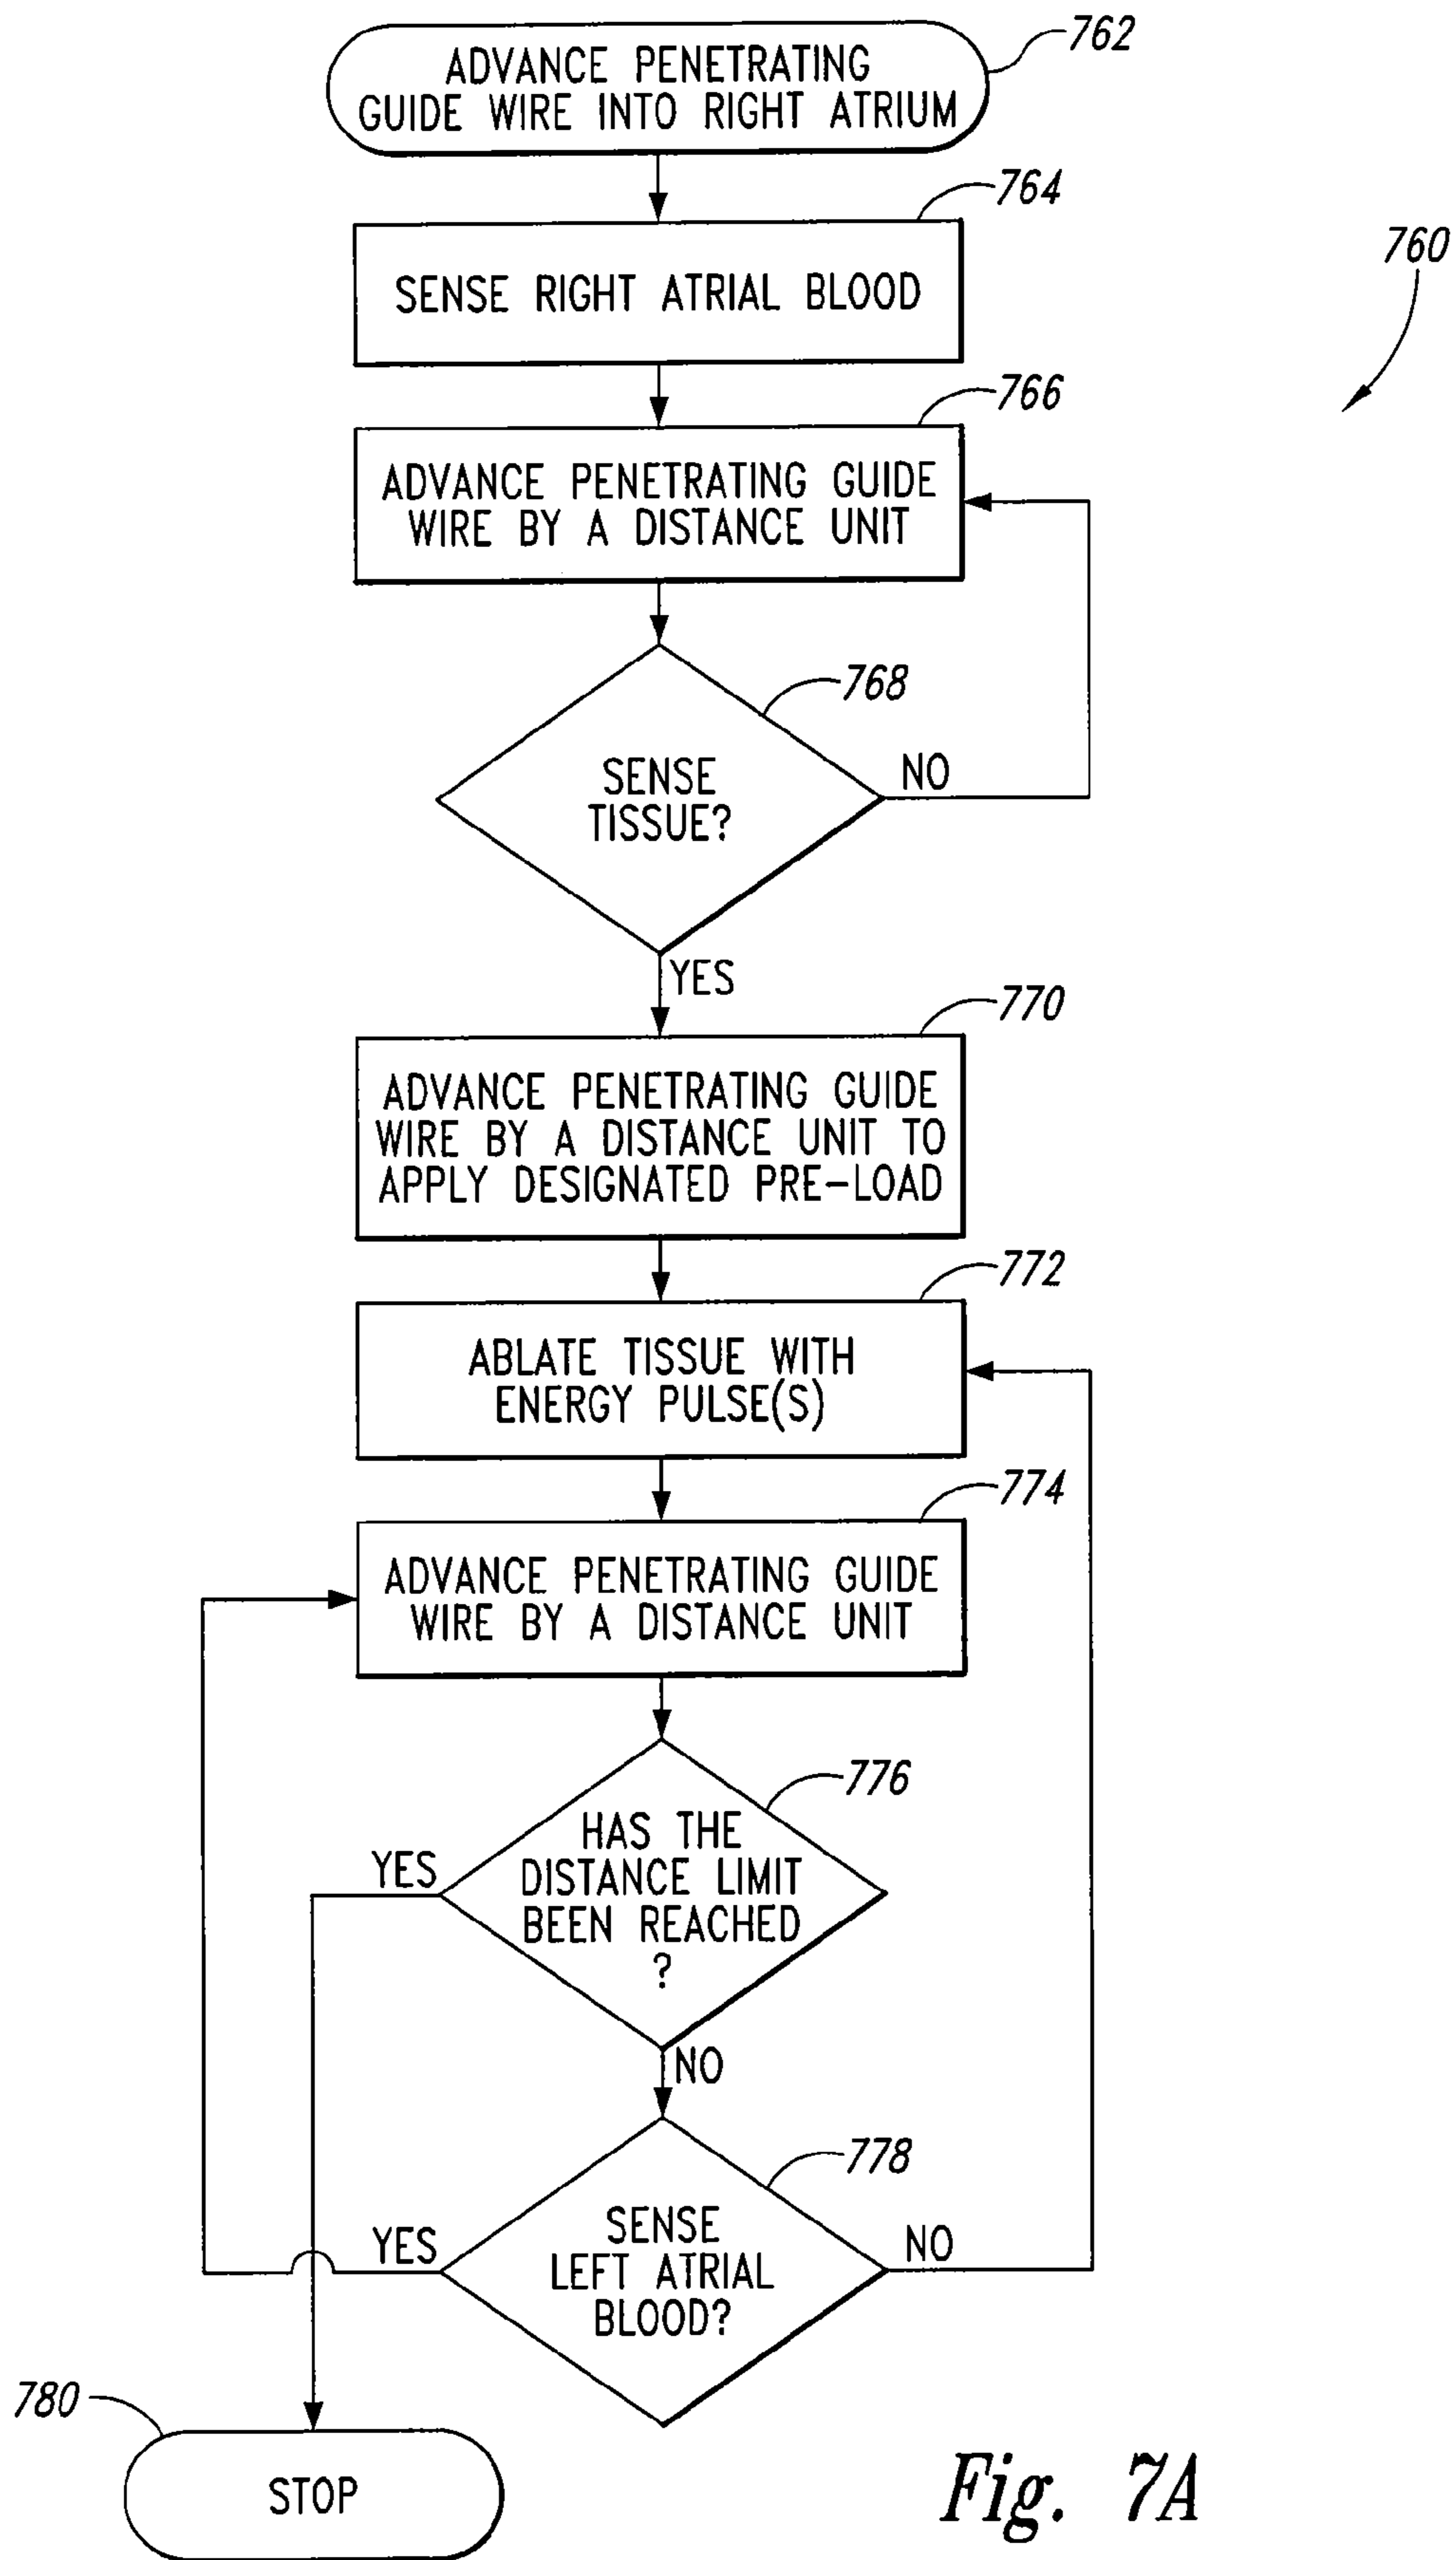 762
ADVANCE PENETRATING
GUIDE WIRE INTO RIGHT ATRIUM
764
SENSE RIGHT ATRIAL BLOOD
760
766
ADVANCE PENETRATING GUIDE
WIRE BY A DISTANCE UNIT
768
SENSE
TISSUE?
NO
YES
770
ADVANCE PENETRATING GUIDE
WIRE BY A DISTANCE UNIT TO
APPLY DESIGNATED PRE-LOAD
772
ABLATE TISSUE WITH
ENERGY PULSE(S)
774
ADVANCE PENETRATING GUIDE
WIRE BY A DISTANCE UNIT
776
HAS THE
DISTANCE LIMIT
BEEN REACHED
?
YES
NO
778
SENSE
LEFT ATRIAL
BLOOD?
YES
NO
780
STOP
Fig. 7A